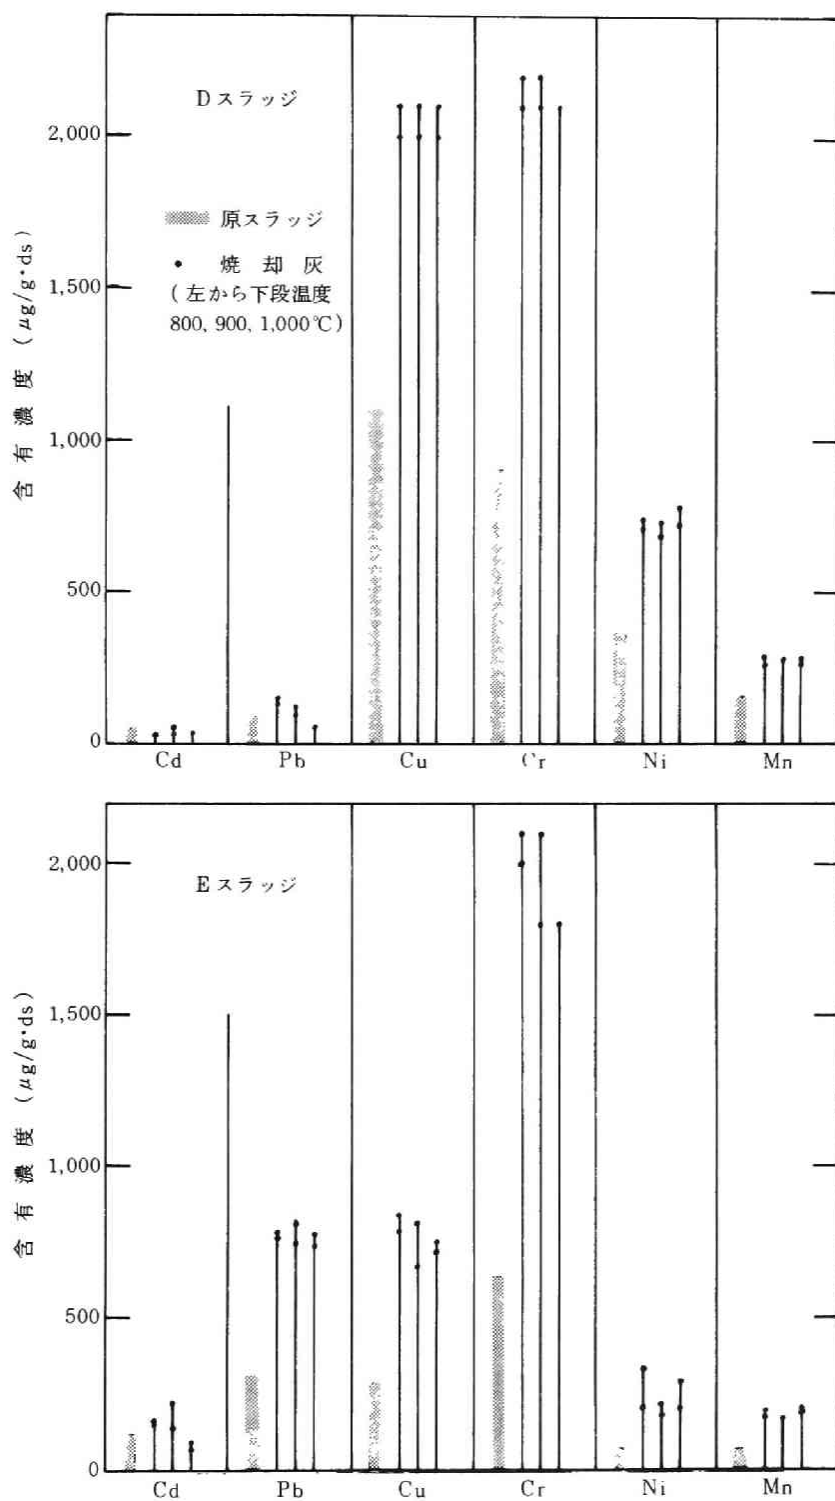 Dスラッジ
2,000
原スラッジ
焼却灰
(左から下段温度
800, 900, 1,000℃)
1,500
1,000
500
0
含有濃度 (μg/g・ds)
Cd Pb Cu Cr Ni Mn
Eスラッジ
2,000
1,500
1,000
500
0
含有濃度 (μg/g・ds)
Cd Pb Cu Cr Ni Mn